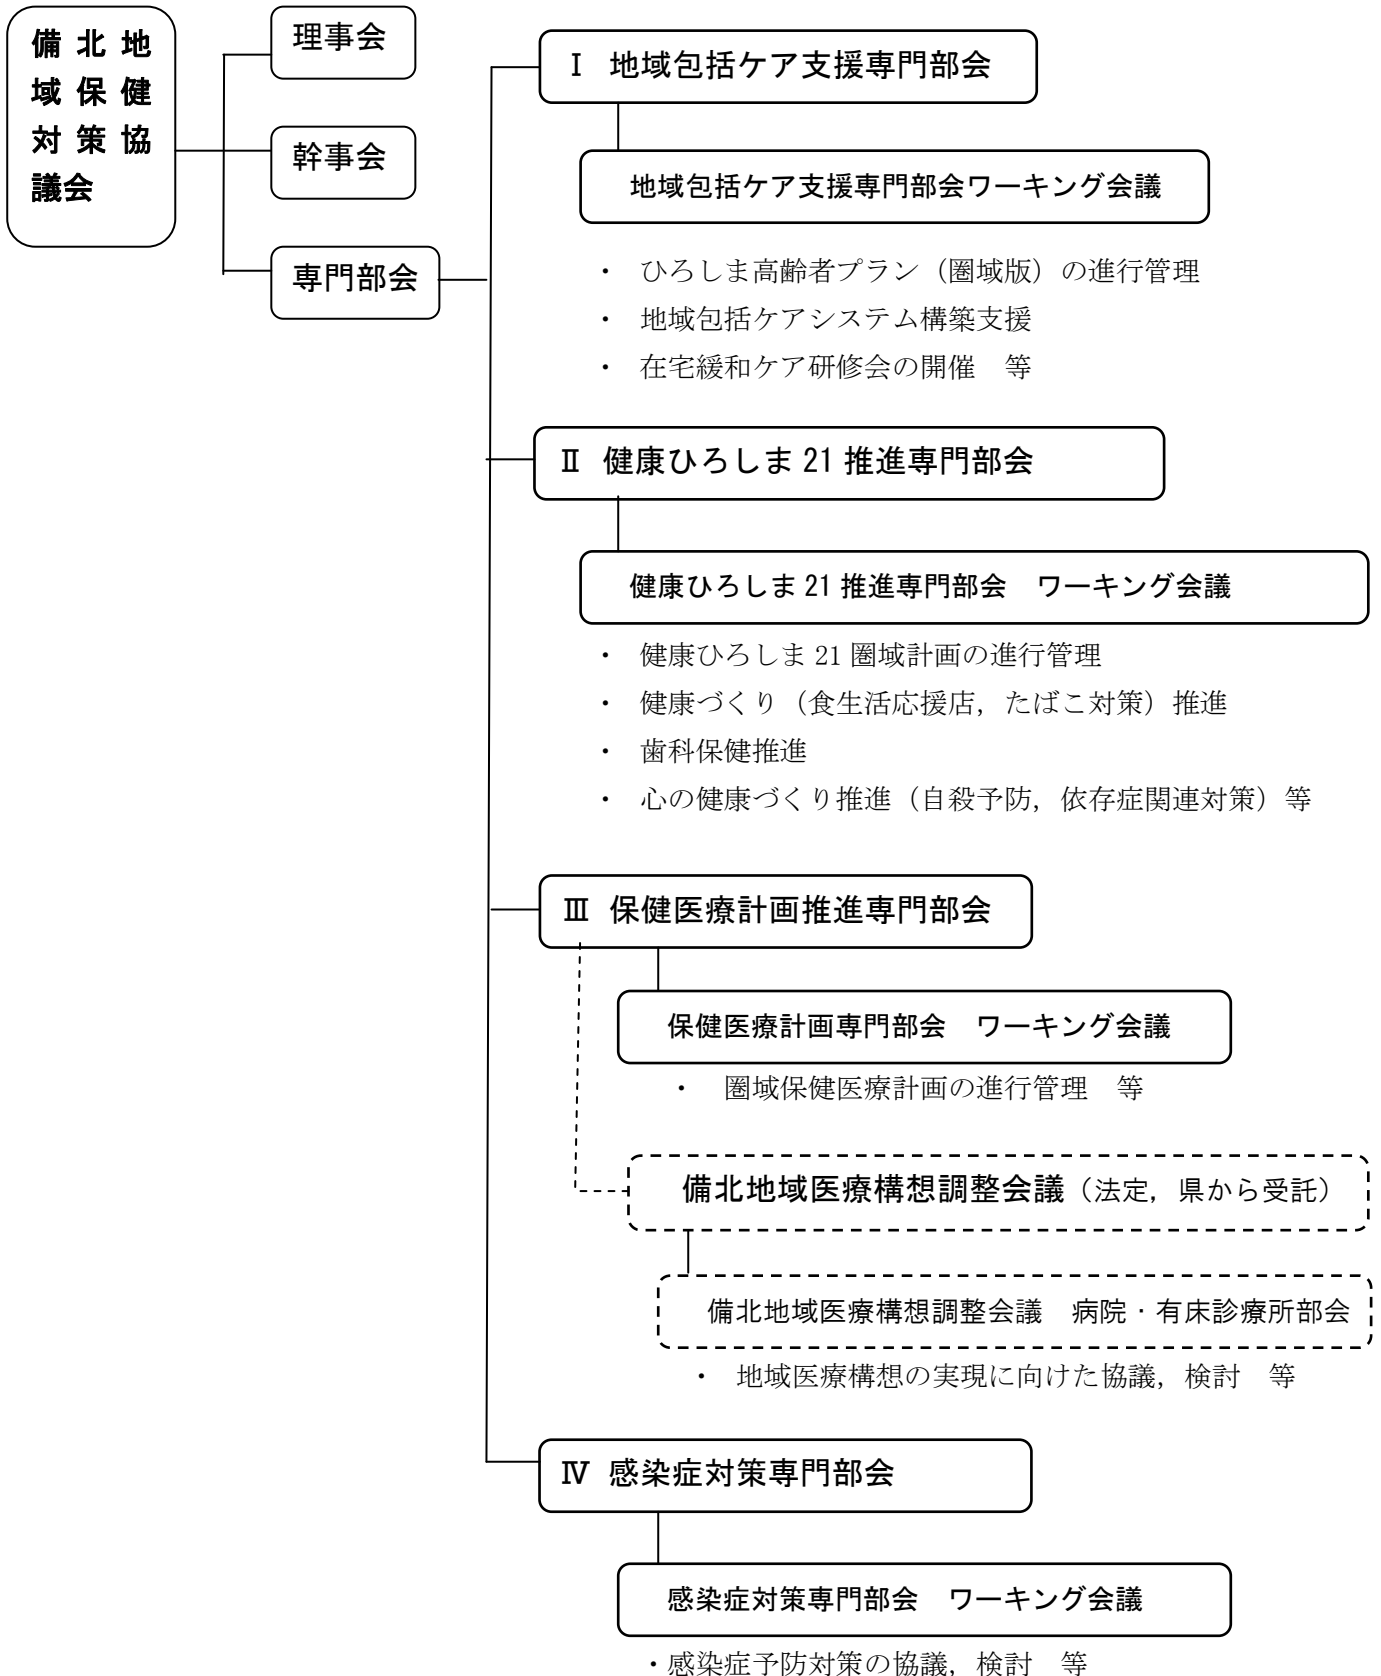 備北地
域保健
対策協
議会
理事会
幹事会
専門部会
Ⅰ 地域包括ケア支援専門部会
地域包括ケア支援専門部会ワーキング会議
・ ひろしま高齢者プラン（圏域版）の進行管理
・ 地域包括ケアシステム構築支援
・ 在宅緩和ケア研修会の開催　等
Ⅱ 健康ひろしま 21 推進専門部会
健康ひろしま 21 推進専門部会　ワーキング会議
・ 健康ひろしま 21 圏域計画の進行管理
・ 健康づくり（食生活応援店，たばこ対策）推進
・ 歯科保健推進
・ 心の健康づくり推進（自殺予防，依存症関連対策）等
Ⅲ 保健医療計画推進専門部会
保健医療計画専門部会　ワーキング会議
・ 圏域保健医療計画の進行管理　等
備北地域医療構想調整会議（法定，県から受託）
備北地域医療構想調整会議　病院・有床診療所部会
・ 地域医療構想の実現に向けた協議，検討　等
Ⅳ 感染症対策専門部会
感染症対策専門部会　ワーキング会議
・感染症予防対策の協議，検討　等